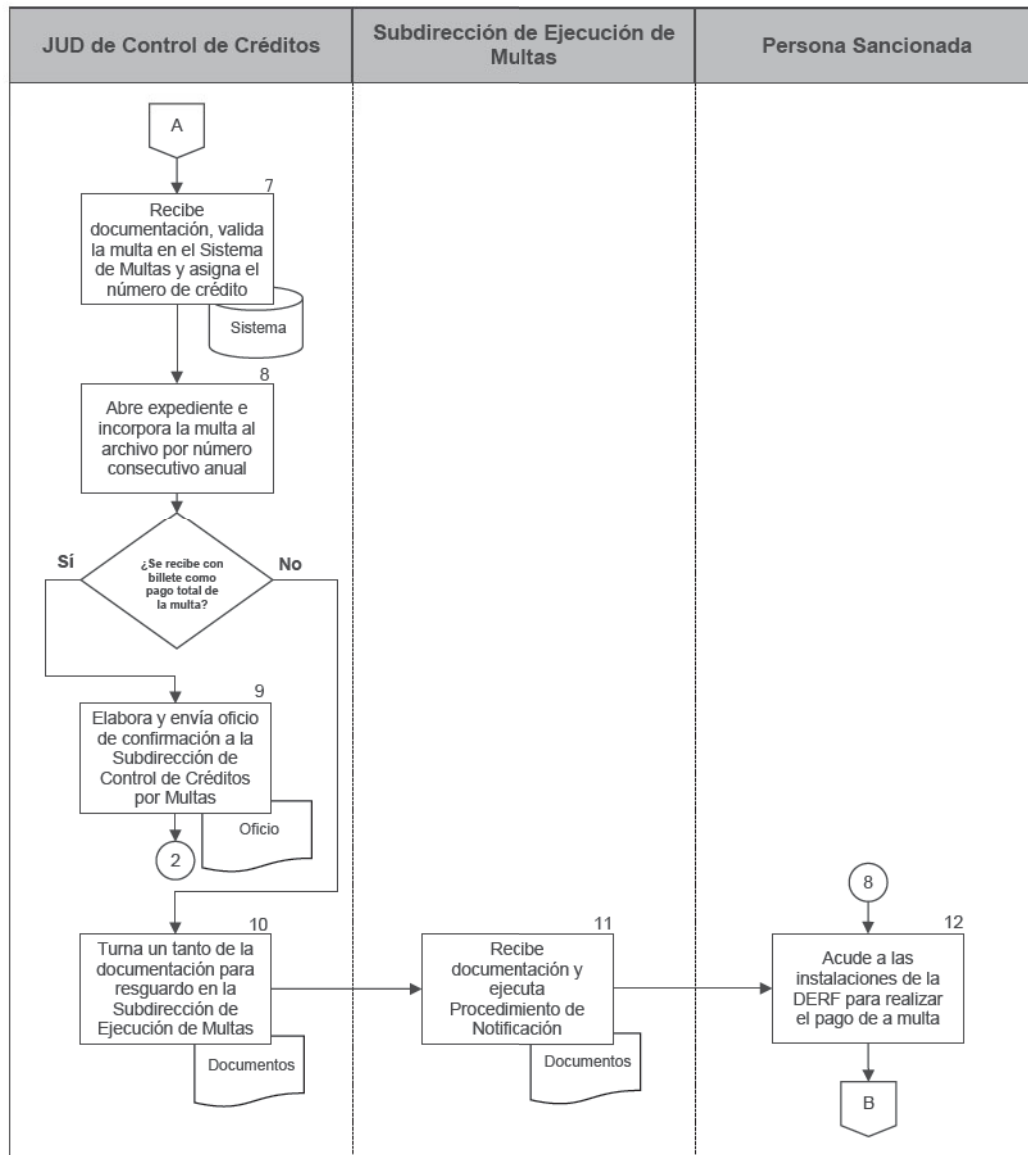 JUD de Control de Créditos
Subdirección de Ejecución de
Multas
Persona Sancionada
A
7
Recibe
documentación, valida
la multa en el Sistema
de Multas y asigna el
número de crédito
Sistema
8
Abre expediente e
incorpora la multa al
archivo por número
consecutivo anual
Sí
¿Se recibe con
billete como
pago total de
la multa?
No
9
Elabora y envía oficio
de confirmación a la
Subdirección de
Control de Créditos
por Multas
Oficio
2
10
Turna un tanto de la
documentación para
resguardo en la
Subdirección de
Ejecución de Multas
Documentos
11
Recibe
documentación y
ejecuta
Procedimiento de
Notificación
Documentos
8
12
Acude a las
instalaciones de la
DERF para realizar
el pago de a multa
B